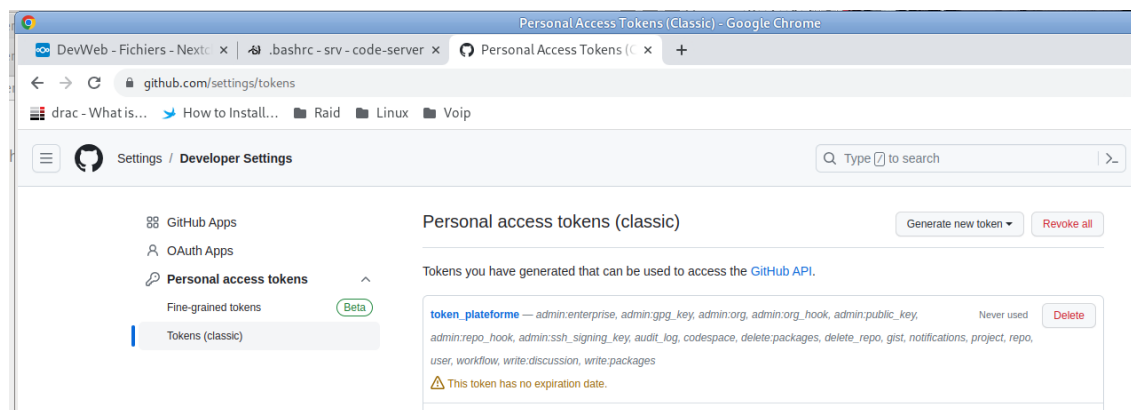 Personal Access Tokens (Classic) - Google Chrome
DevWeb - Fichiers - Nextc
.bashrc - srv - code-server
Personal Access Tokens (C
github.com/settings/tokens
drac - What is... How to Install... Raid Linux Voip
Settings / Developer Settings
Type / to search
GitHub Apps
OAuth Apps
Personal access tokens
Fine-grained tokens Beta
Tokens (classic)
Personal access tokens (classic)
Generate new token
Revoke all
Tokens you have generated that can be used to access the GitHub API.
token_plateforme — admin:enterprise, admin:gpg_key, admin:org, admin:org_hook, admin:public_key,
Never used
Delete
admin:repo_hook, admin:ssh_signing_key, audit_log, codespace, delete:packages, delete_repo, gist, notifications, project, repo,
user, workflow, write:discussion, write:packages
This token has no expiration date.